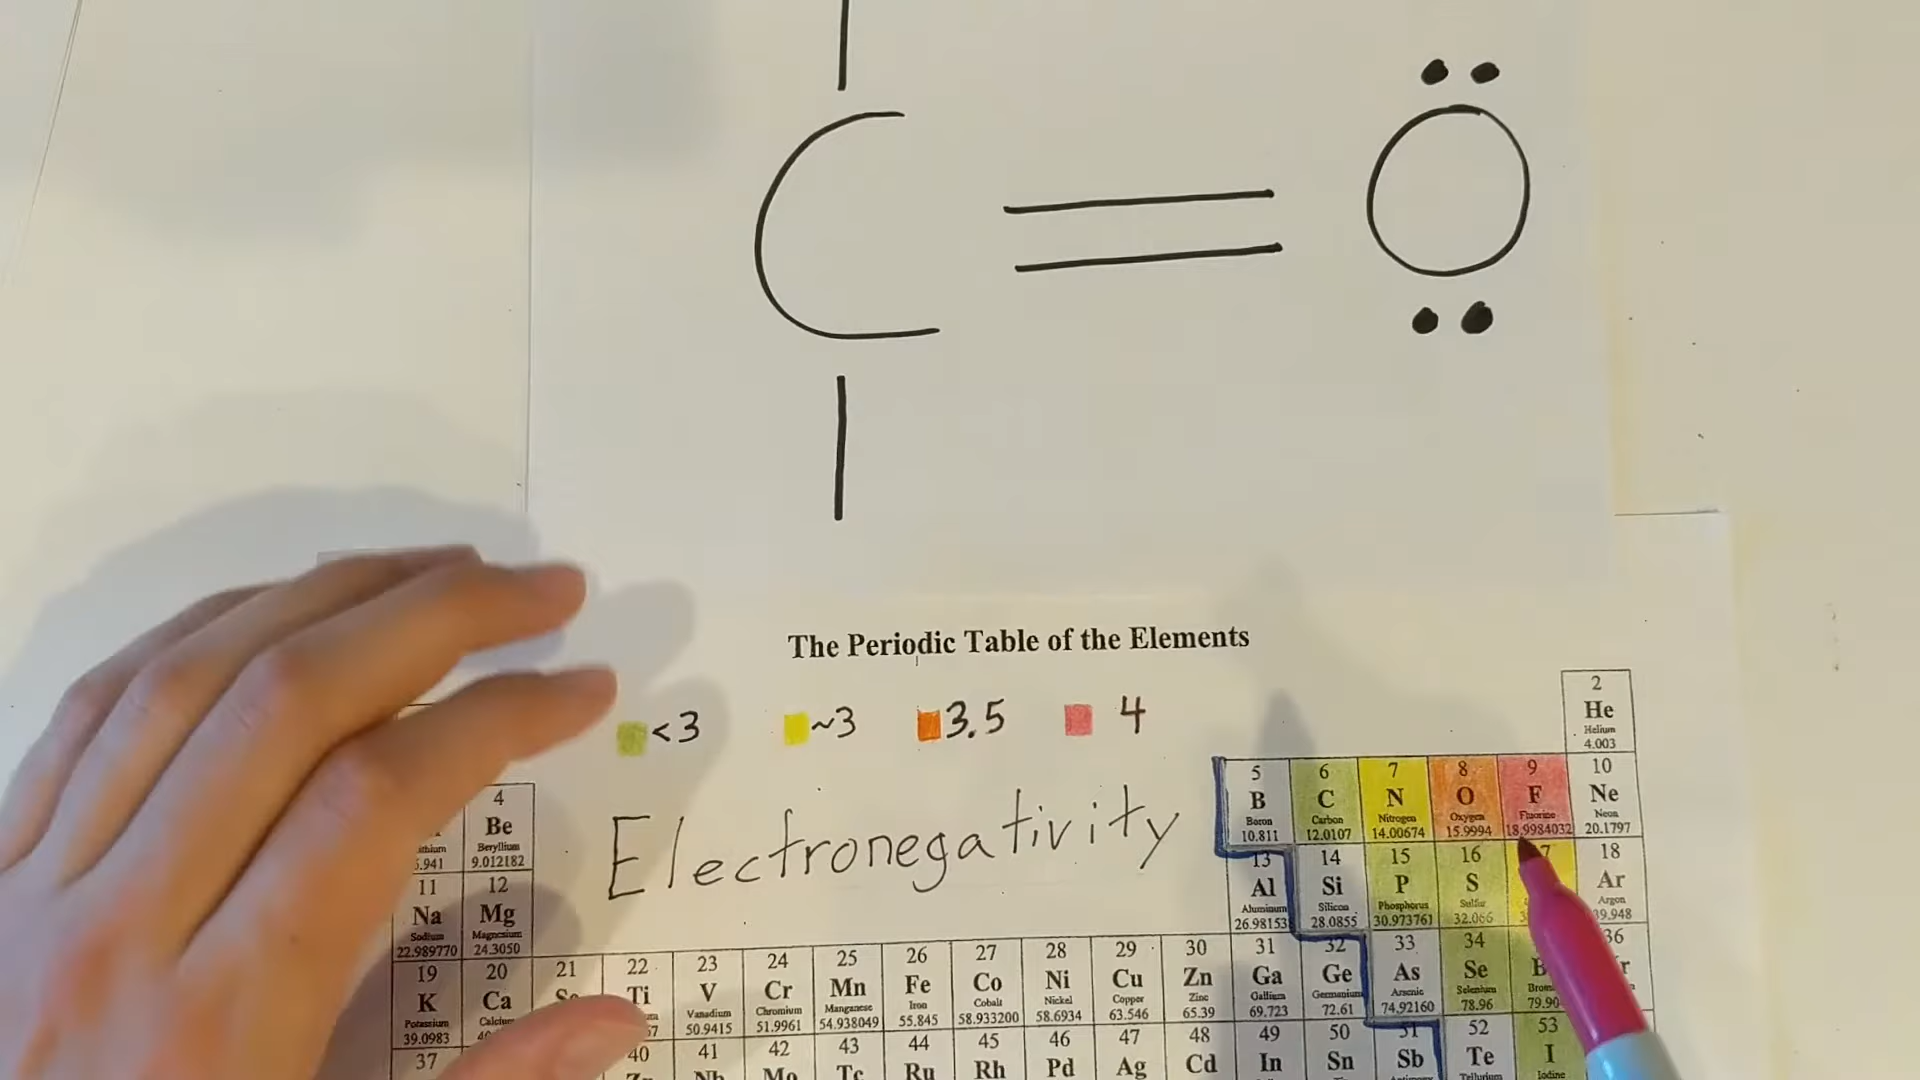 C = O
The Periodic Table of the Elements
<3 ~3 3.5 4
Electronegativity
2
He
Helium
4.003
4
Be
Beryllium
9.012182
5
B
Boron
10.811
6
C
Carbon
12.0107
7
N
Nitrogen
14.00674
8
O
Oxygen
15.9994
9
F
Fluorine
18.9984032
10
Ne
Neon
20.1797
11
Na
Sodium
22.989770
12
Mg
Magnesium
24.3050
13
Al
Aluminum
14
Si
Silicon
28.0855
15
P
Phosphorus
30.973761
16
S
Sulfur
32.066
18
Ar
Argon
19
K
Potassium
39.0983
20
Ca
21
22
Ti
23
V
Vanadium
50.9415
24
Cr
Chromium
51.9961
25
Mn
Manganese
54.938049
26
Fe
Iron
55.845
27
Co
Cobalt
58.933200
28
Ni
Nickel
58.6934
29
Cu
Copper
63.546
30
Zn
Zinc
65.39
31
Ga
Gallium
69.723
32
Ge
Germanium
72.61
33
As
Arsenic
74.92160
34
Se
Selenium
78.96
36
37
40
41
Nb
42
Mo
43
Tc
44
Ru
45
Rh
46
Pd
47
Ag
48
Cd
49
In
50
Sn
51
Sb
52
Te
Tellurium
53
I
Iodine